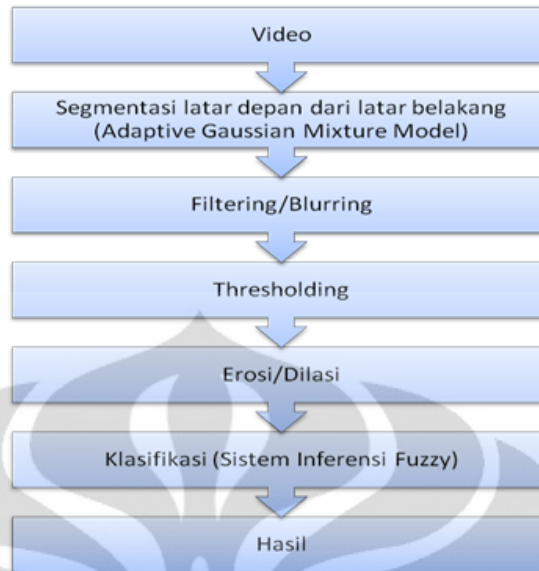 Video
Segmentasi latar depan dari latar belakang
(Adaptive Gaussian Mixture Model)
Filtering/Blurring
Thresholding
Erosi/Dilasi
Klasifikasi (Sistem Inferensi Fuzzy)
Hasil